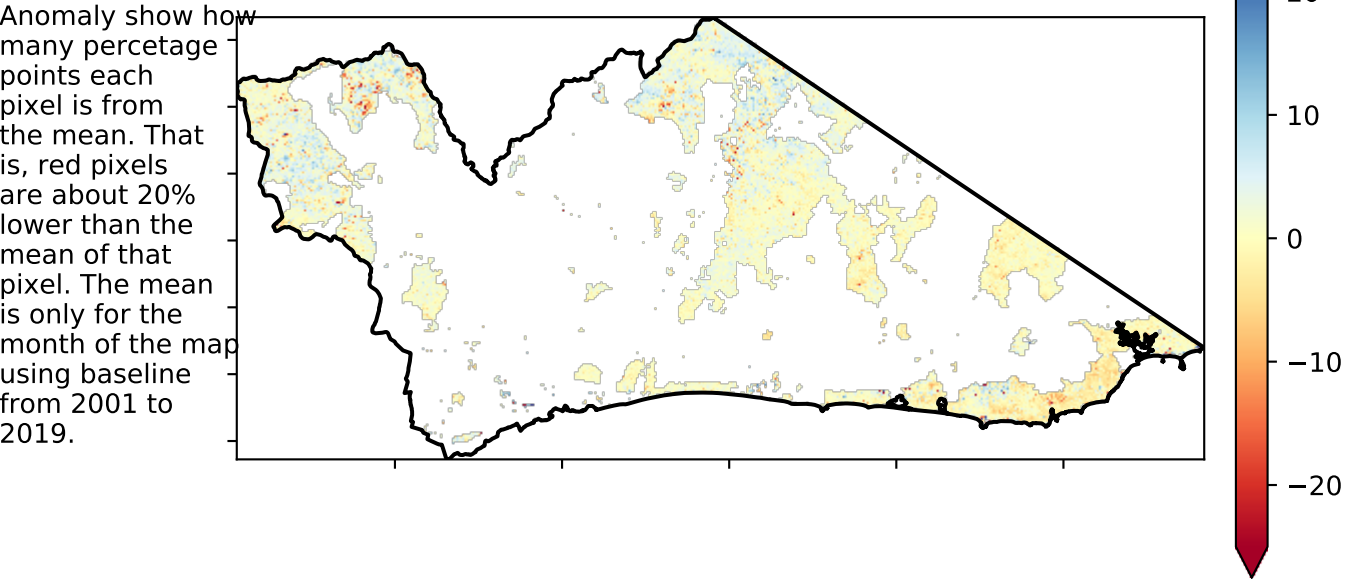 Anomaly show how
many percetage
points each
pixel is from
the mean. That
is, red pixels
are about 20%
lower than the
mean of that
pixel. The mean
is only for the
month of the map
using baseline
from 2001 to
2019.
10
0
−10
−20